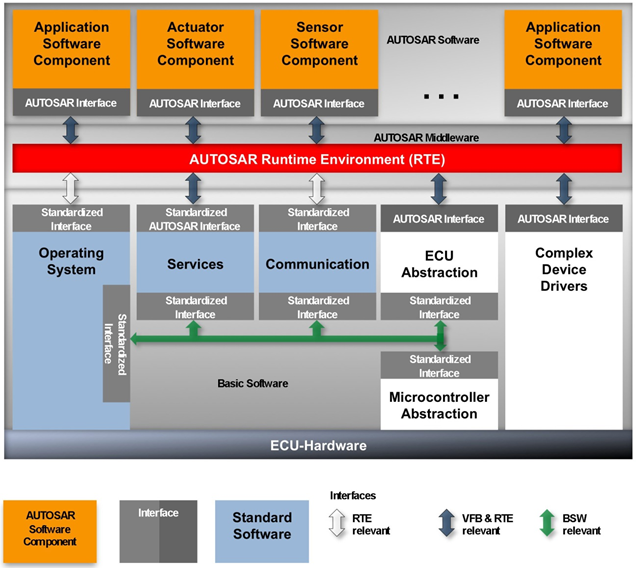 Application
Software
Component
AUTOSAR Interface
Actuator
Software
Component
AUTOSAR Interface
Sensor
Software
Component
AUTOSAR Interface
AUTOSAR Software
...
Application
Software
Component
AUTOSAR Interface
AUTOSAR Middleware
AUTOSAR Runtime Environment (RTE)
Standardized
Interface
Operating
System
Standardized
Interface
Standardized
AUTOSAR Interface
Services
Standardized
Interface
Standardized
Interface
Communication
Standardized
Interface
AUTOSAR Interface
ECU
Abstraction
Standardized
Interface
Standardized
Interface
Microcontroller
Abstraction
AUTOSAR Interface
Complex
Device
Drivers
Basic Software
ECU-Hardware
AUTOSAR
Software
Component
Interface
Standard
Software
Interfaces
RTE
relevant
VFB & RTE
relevant
BSW
relevant